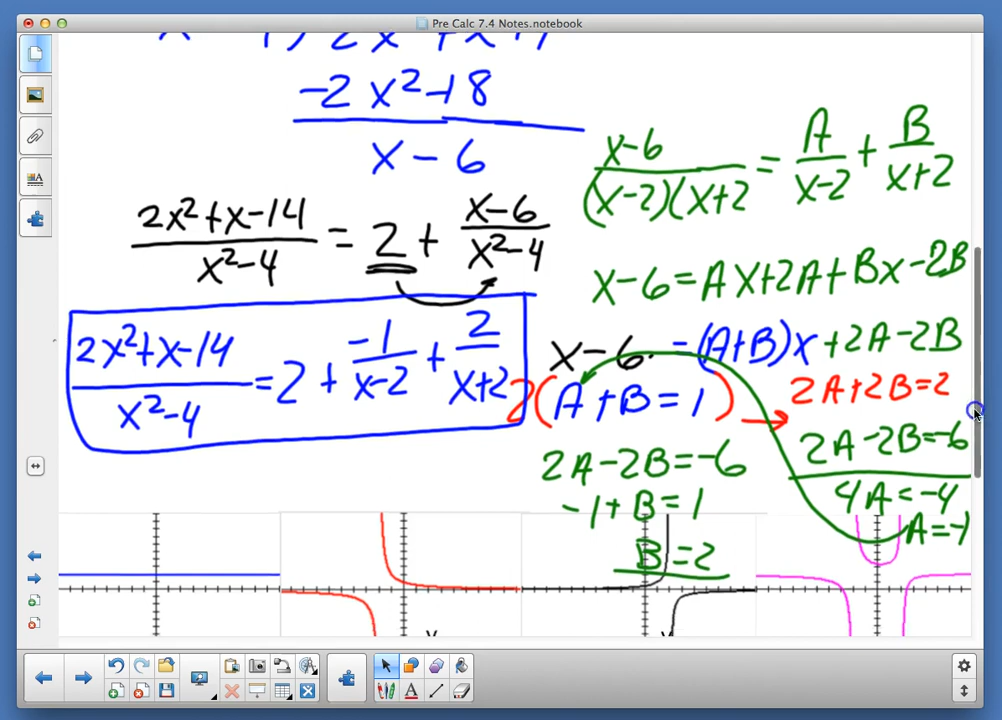 Pre Calc 7.4 Notes.notebook
-2x²+8
x-6
(2x²+x-14)/(x²-4) = 2 + (x-6)/(x²-4)
(2x²+x-14)/(x²-4) = 2 + -1/(x-2) + 2/(x+2)
x-6/(x-2)(x+2 = A/(x-2) + B/(x+2)
x-6=Ax+2A+Bx-2B
x-6 =(A+B)x+2A-2B
2(A+B=1) → 2A+2B=2
2A-2B=-6
2A-2B=-6
4A=-4
-1+B=1
A=-1
B=2